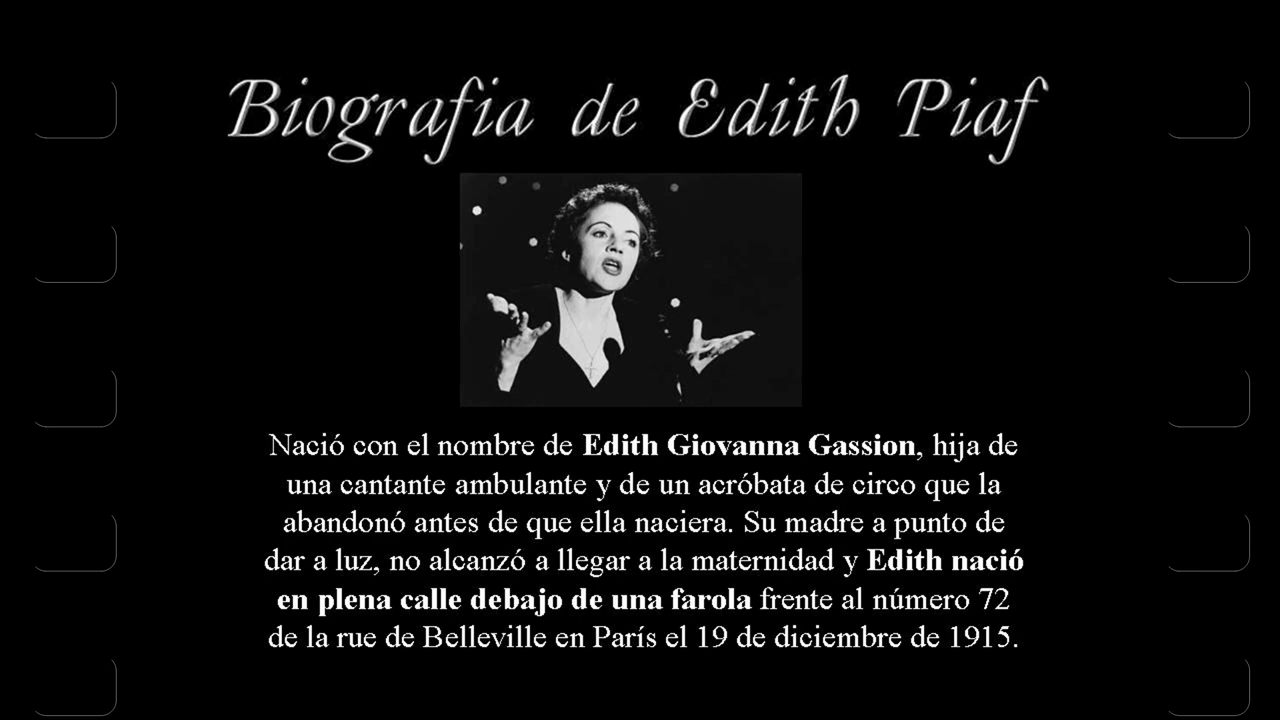 Biografia de Edith Piaf
Nació con el nombre de Edith Giovanna Gassion, hija de
una cantante ambulante y de un acróbata de circo que la
abandonó antes de que ella naciera. Su madre a punto de
dar a luz, no alcanzó a llegar a la maternidad y Edith nació
en plena calle debajo de una farola frente al número 72
de la rue de Belleville en París el 19 de diciembre de 1915.